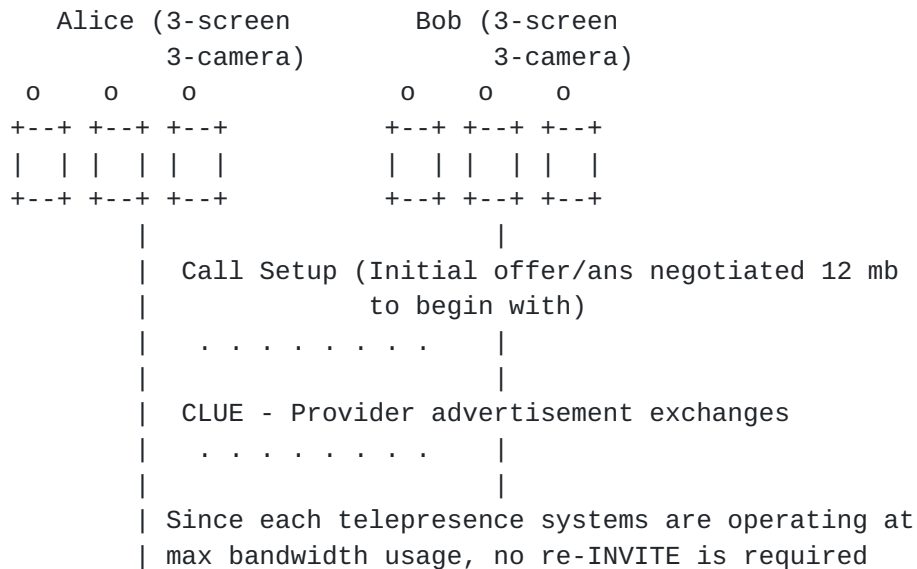 Alice (3-screen        Bob (3-screen
3-camera)            3-camera)
o    o    o             o    o    o
+--+ +--+ +--+          +--+ +--+ +--+
|  | |  | |  |          |  | |  | |  |
+--+ +--+ +--+          +--+ +--+ +--+
|                      |
|  Call Setup (Initial offer/ans negotiated 12 mb
|              to begin with)
|   . . . . . . . .    |
|                      |
|  CLUE - Provider advertisement exchanges
|   . . . . . . . .    |
|                      |
| Since each telepresence systems are operating at
| max bandwidth usage, no re-INVITE is required